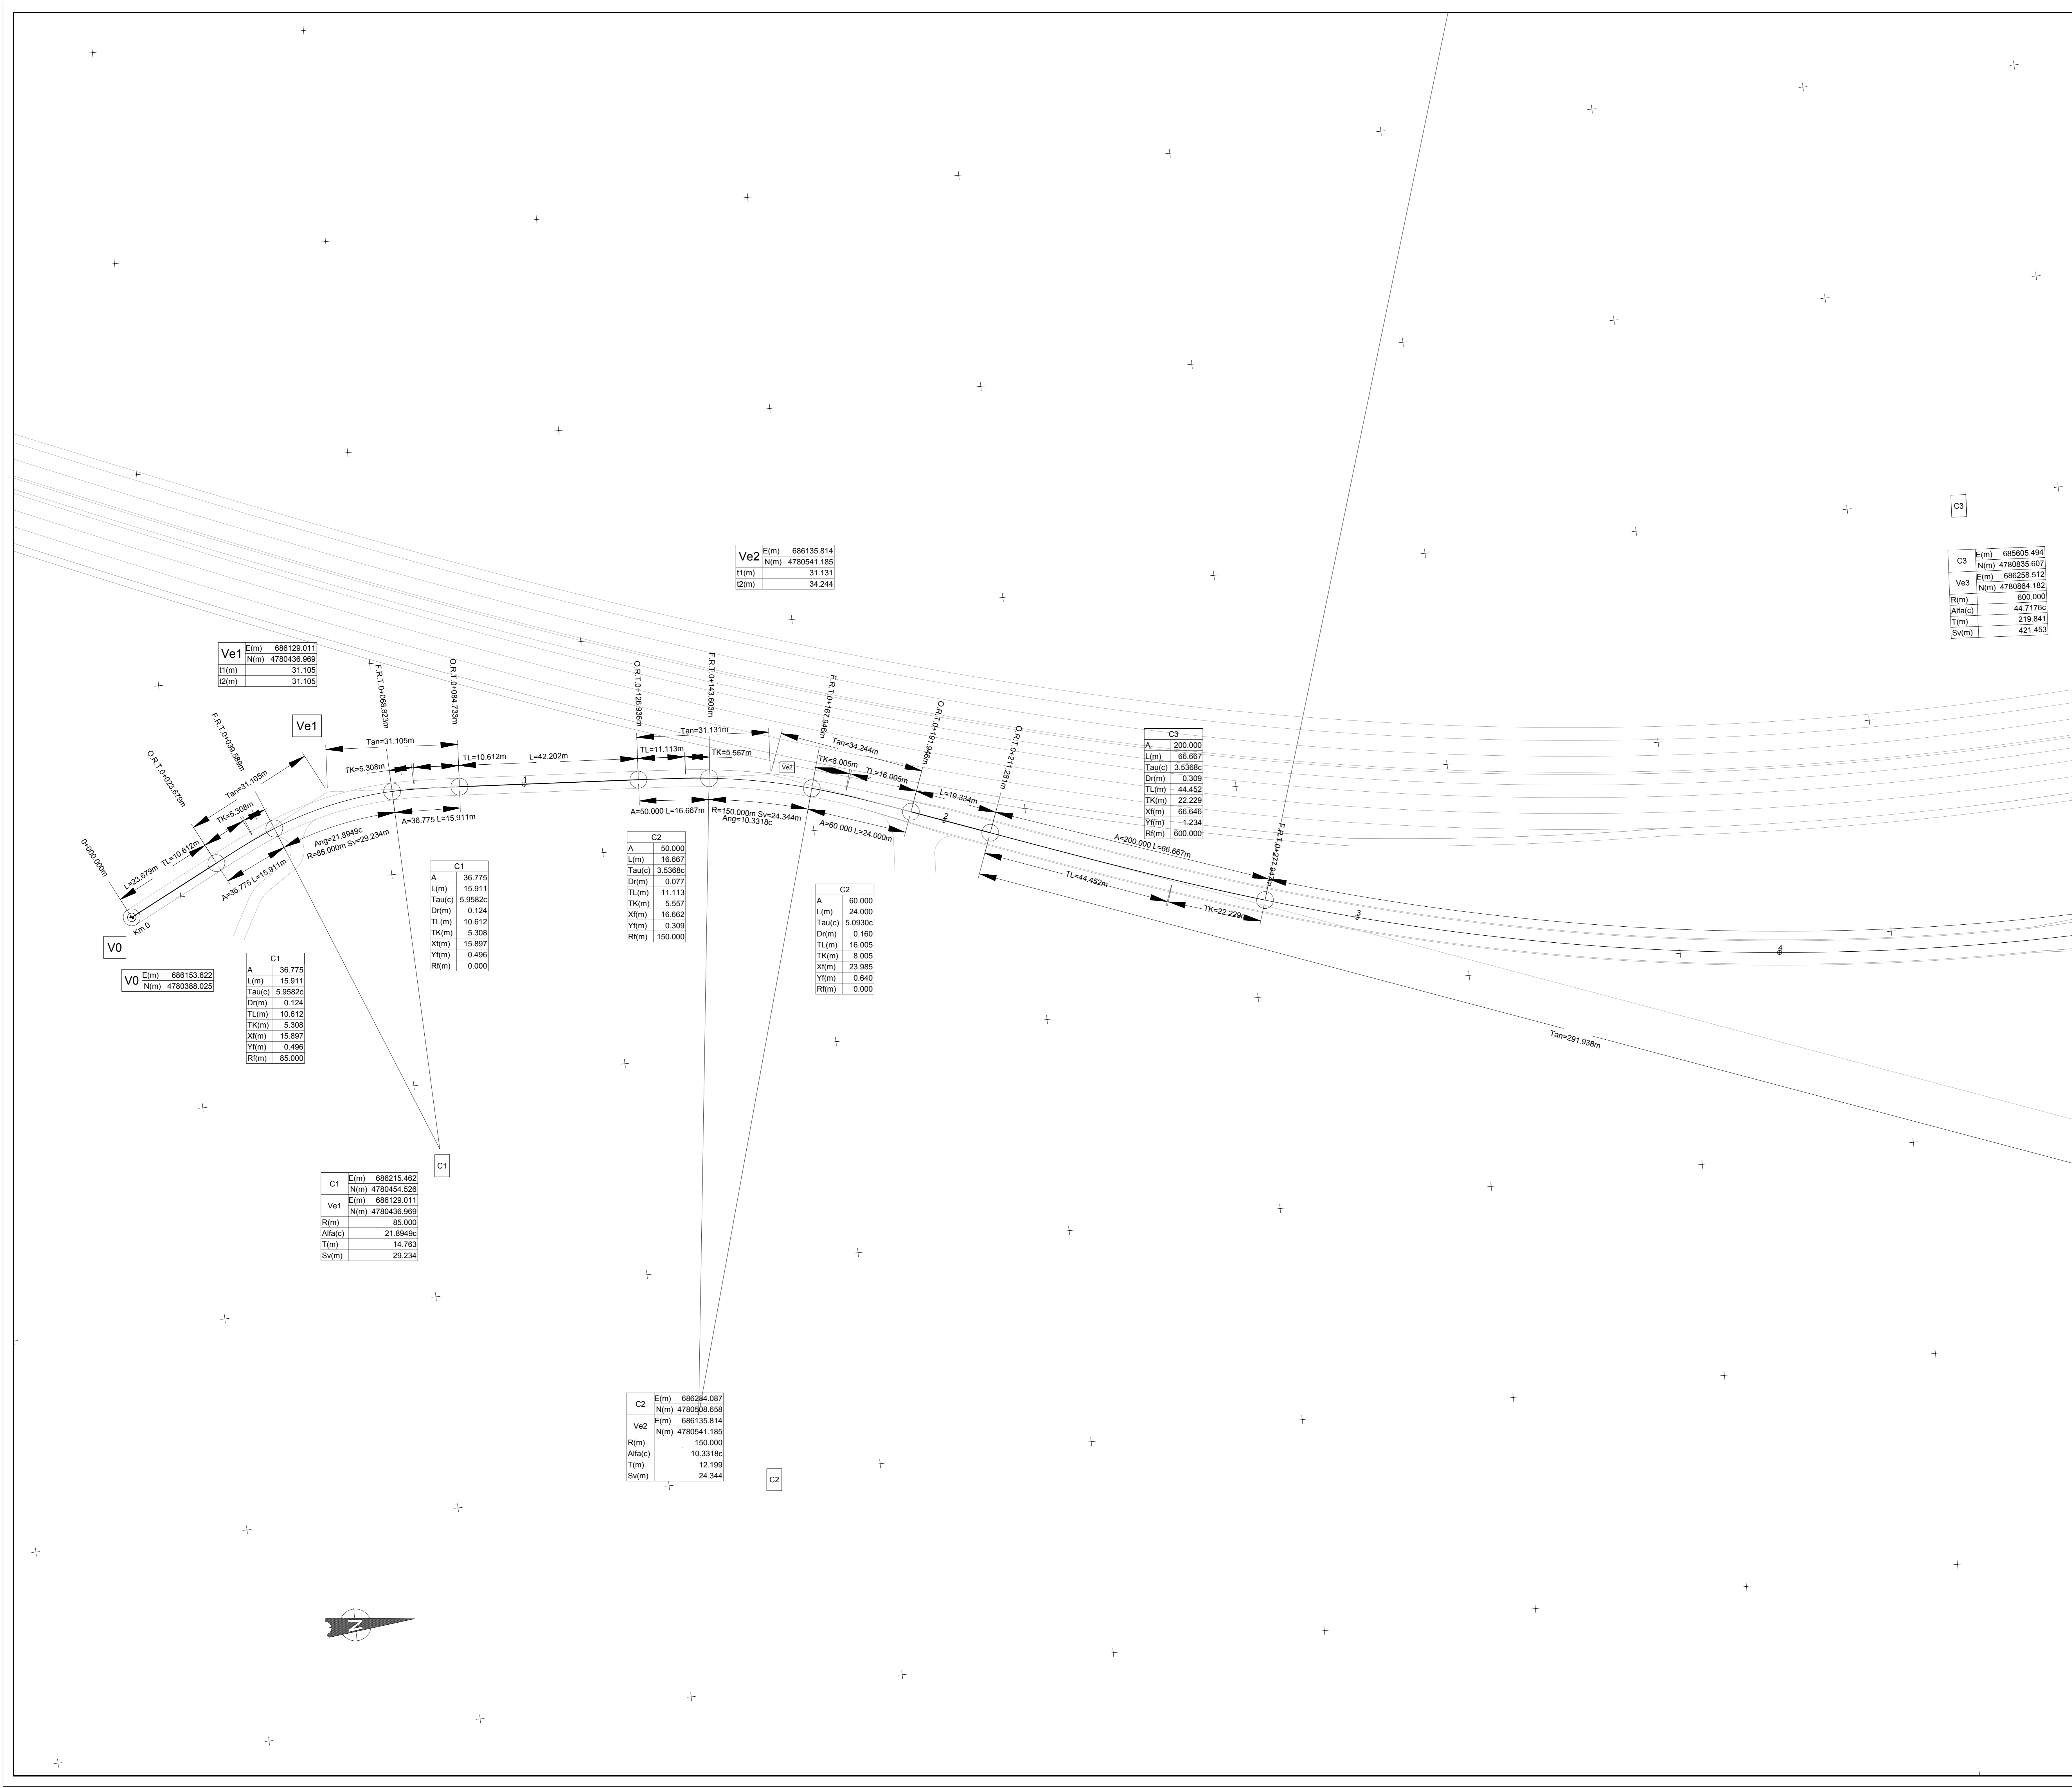 C3
C3 E(m) 685605.494
N(m) 4780835.607
Ve3 E(m) 686258.512
N(m) 4780864.182
R(m) 600.000
Alfa(c) 44.7176c
T(m) 219.841
Sv(m) 421.453
Ve2 E(m) 686135.814
N(m) 4780541.185
t1(m) 31.131
t2(m) 34.244
Ve1 E(m) 686129.011
N(m) 4780436.969
t1(m) 31.105
t2(m) 31.105
Ve1
0+000.000m
O.R.T.0+023.679m
F.R.T.0+039.589m
F.R.T.0+068.823m
O.R.T.0+084.733m
O.R.T.0+126.936m
F.R.T.0+143.603m
F.R.T.0+167.946m
O.R.T.0+191.946m
O.R.T.0+211.281m
F.R.T.0+277.947m
Tan=31.105m
Tan=31.105m
Tan=31.131m
Tan=34.244m
L=23.679m
TL=10.612m
TK=5.308m
TK=5.308m
TL=10.612m
L=42.202m
TL=11.113m
TK=5.557m
Ve2
TK=8.005m
TL=16.005m
L=19.334m
A=200.000 L=66.667m
A=36.775 L=15.911m
Ang=21.8949c
R=85.000m Sv=29.234m
A=36.775 L=15.911m
A=50.000 L=16.667m
R=150.000m Sv=24.344m
Ang=10.3318c
A=60.000 L=24.000m
TL=44.452m
TK=22.229m
Tan=291.938m
1
2
3
4
C3
A 200.000
L(m) 66.667
Tau(c) 3.5368c
Dr(m) 0.309
TL(m) 44.452
TK(m) 22.229
Xf(m) 66.646
Yf(m) 1.234
Rf(m) 600.000
Km.0
V0
V0 E(m) 686153.622
N(m) 4780388.025
C1
A 36.775
L(m) 15.911
Tau(c) 5.9582c
Dr(m) 0.124
TL(m) 10.612
TK(m) 5.308
Xf(m) 15.897
Yf(m) 0.496
Rf(m) 85.000
C1
A 36.775
L(m) 15.911
Tau(c) 5.9582c
Dr(m) 0.124
TL(m) 10.612
TK(m) 5.308
Xf(m) 15.897
Yf(m) 0.496
Rf(m) 0.000
C2
A 50.000
L(m) 16.667
Tau(c) 3.5368c
Dr(m) 0.077
TL(m) 11.113
TK(m) 5.557
Xf(m) 16.662
Yf(m) 0.309
Rf(m) 150.000
C2
A 60.000
L(m) 24.000
Tau(c) 5.0930c
Dr(m) 0.160
TL(m) 16.005
TK(m) 8.005
Xf(m) 23.985
Yf(m) 0.640
Rf(m) 0.000
C1
C1 E(m) 686215.462
N(m) 4780454.526
Ve1 E(m) 686129.011
N(m) 4780436.969
R(m) 85.000
Alfa(c) 21.8949c
T(m) 14.763
Sv(m) 29.234
C2 E(m) 686284.087
N(m) 4780508.658
Ve2 E(m) 686135.814
N(m) 4780541.185
R(m) 150.000
Alfa(c) 10.3318c
T(m) 12.199
Sv(m) 24.344
C2
N